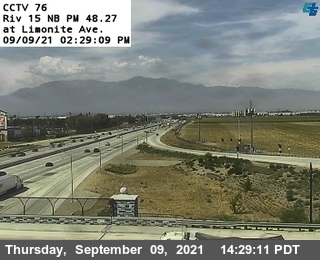 CCTV 76
Riv 15 NB PM 48.27
at Limonite Ave.
09/09/21 02:29:09 PM
Thursday, September 09, 2021 14:29:11 PDT